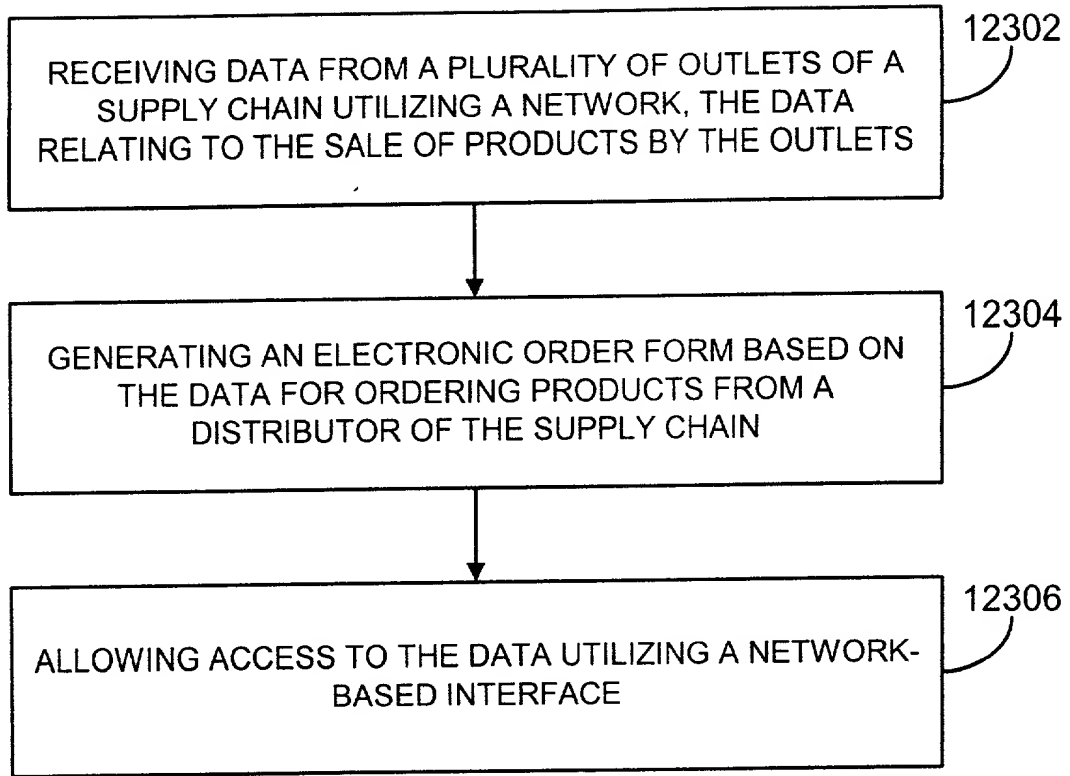 12302
RECEIVING DATA FROM A PLURALITY OF OUTLETS OF A
SUPPLY CHAIN UTILIZING A NETWORK, THE DATA
RELATING TO THE SALE OF PRODUCTS BY THE OUTLETS
12304
GENERATING AN ELECTRONIC ORDER FORM BASED ON
THE DATA FOR ORDERING PRODUCTS FROM A
DISTRIBUTOR OF THE SUPPLY CHAIN
12306
ALLOWING ACCESS TO THE DATA UTILIZING A NETWORK-
BASED INTERFACE